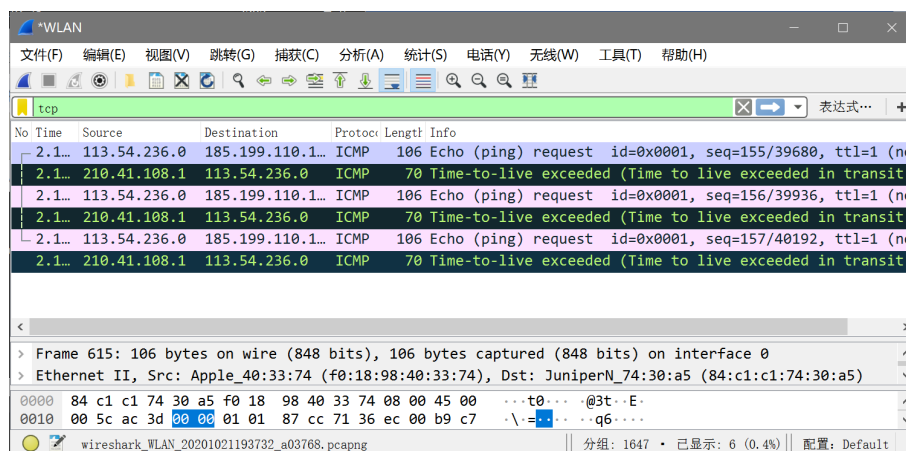 *WLAN
文件(F) 编辑(E) 视图(V) 跳转(G) 捕获(C) 分析(A) 统计(S) 电话(Y) 无线(W) 工具(T) 帮助(H)
tcp 表达式…
No Time Source Destination Protoco Length Info
2.1… 113.54.236.0 185.199.110.1… ICMP 106 Echo (ping) request id=0x0001, seq=155/39680, ttl=1 (no
2.1… 210.41.108.1 113.54.236.0 ICMP 70 Time-to-live exceeded (Time to live exceeded in transit
2.1… 113.54.236.0 185.199.110.1… ICMP 106 Echo (ping) request id=0x0001, seq=156/39936, ttl=1 (no
2.1… 210.41.108.1 113.54.236.0 ICMP 70 Time-to-live exceeded (Time to live exceeded in transit
2.1… 113.54.236.0 185.199.110.1… ICMP 106 Echo (ping) request id=0x0001, seq=157/40192, ttl=1 (no
2.1… 210.41.108.1 113.54.236.0 ICMP 70 Time-to-live exceeded (Time to live exceeded in transit
Frame 615: 106 bytes on wire (848 bits), 106 bytes captured (848 bits) on interface 0
Ethernet II, Src: Apple_40:33:74 (f0:18:98:40:33:74), Dst: JuniperN_74:30:a5 (84:c1:c1:74:30:a5)
0000 84 c1 c1 74 30 a5 f0 18 98 40 33 74 08 00 45 00 ···t0··· ·@3t··E·
0010 00 5c ac 3d 00 00 01 01 87 cc 71 36 ec 00 b9 c7 ·\·=···· ··q6····
wireshark_WLAN_20201021193732_a03768.pcapng 分组: 1647 · 已显示: 6 (0.4%) 配置: Default